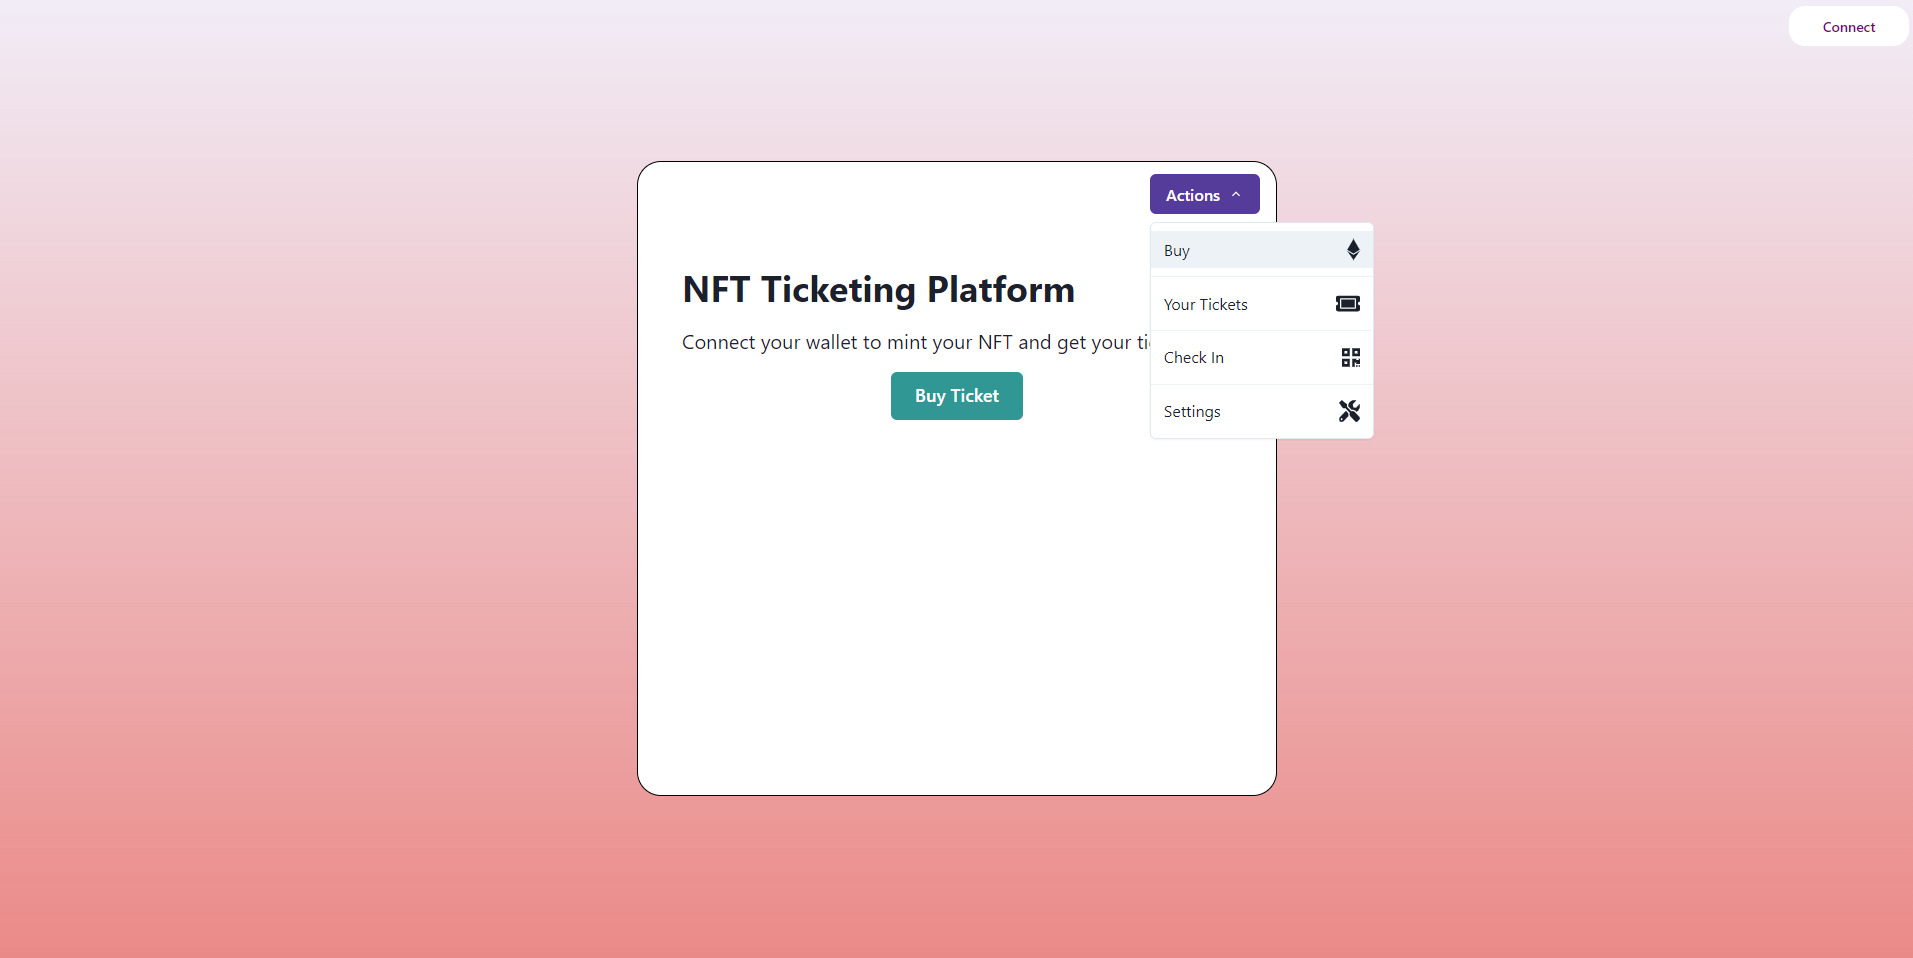 Connect
Actions
Buy
NFT Ticketing Platform
Your Tickets
Connect your wallet to mint your NFT and get your
Check In
Buy Ticket
Settings